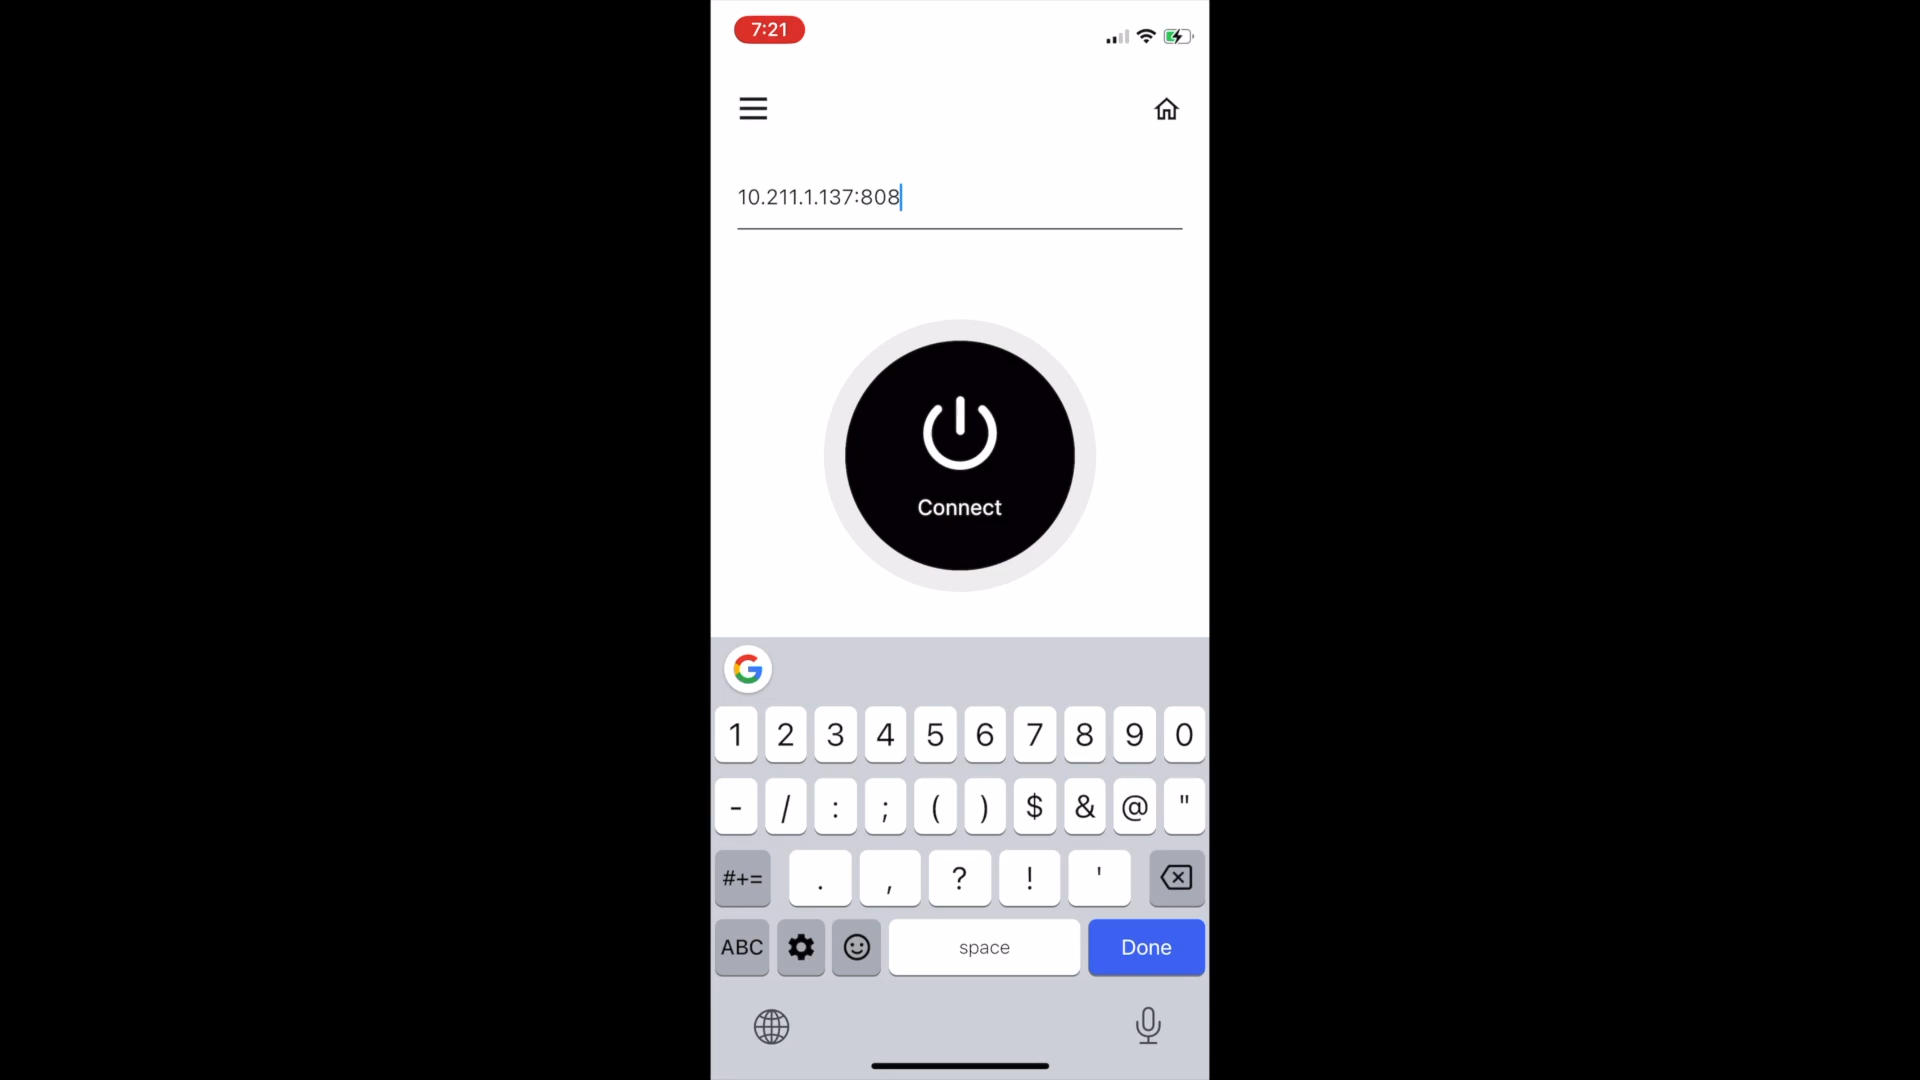 7:21
10.211.1.137:808
Connect
1 2 3 4 5 6 7 8 9 0
- / : ; ( ) $ & @ "
#+= . , ? ! '
ABC space Done